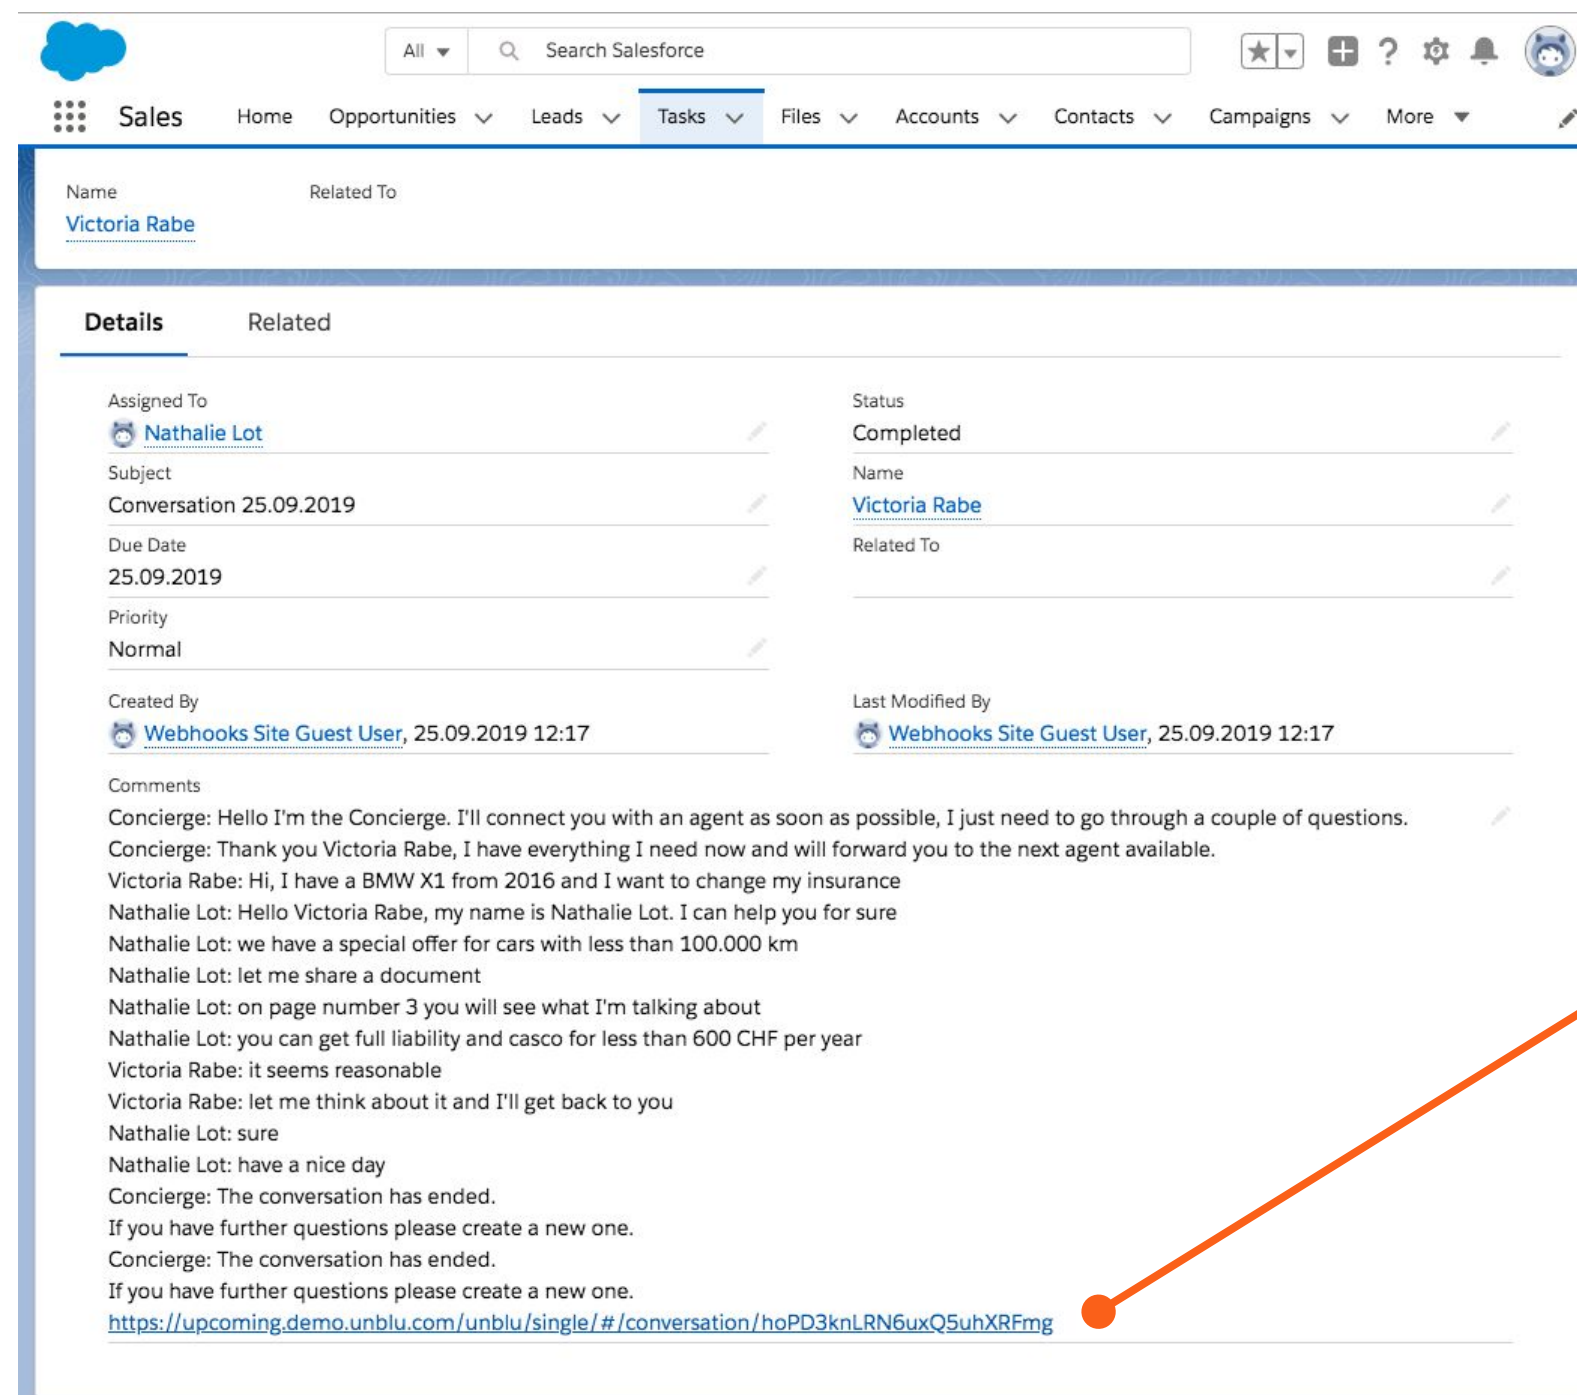 All Search Salesforce
Sales Home Opportunities Leads Tasks Files Accounts Contacts Campaigns More
Name Related To
Victoria Rabe
Details Related
Assigned To Status
Nathalie Lot Completed
Subject Name
Conversation 25.09.2019 Victoria Rabe
Due Date Related To
25.09.2019
Priority
Normal
Created By Last Modified By
Webhooks Site Guest User, 25.09.2019 12:17 Webhooks Site Guest User, 25.09.2019 12:17
Comments
Concierge: Hello I'm the Concierge. I'll connect you with an agent as soon as possible, I just need to go through a couple of questions.
Concierge: Thank you Victoria Rabe, I have everything I need now and will forward you to the next agent available.
Victoria Rabe: Hi, I have a BMW X1 from 2016 and I want to change my insurance
Nathalie Lot: Hello Victoria Rabe, my name is Nathalie Lot. I can help you for sure
Nathalie Lot: we have a special offer for cars with less than 100.000 km
Nathalie Lot: let me share a document
Nathalie Lot: on page number 3 you will see what I'm talking about
Nathalie Lot: you can get full liability and casco for less than 600 CHF per year
Victoria Rabe: it seems reasonable
Victoria Rabe: let me think about it and I'll get back to you
Nathalie Lot: sure
Nathalie Lot: have a nice day
Concierge: The conversation has ended.
If you have further questions please create a new one.
Concierge: The conversation has ended.
If you have further questions please create a new one.
https://upcoming.demo.unblu.com/unblu/single/#/conversation/hoPD3knLRN6uxQ5uhXRFmg